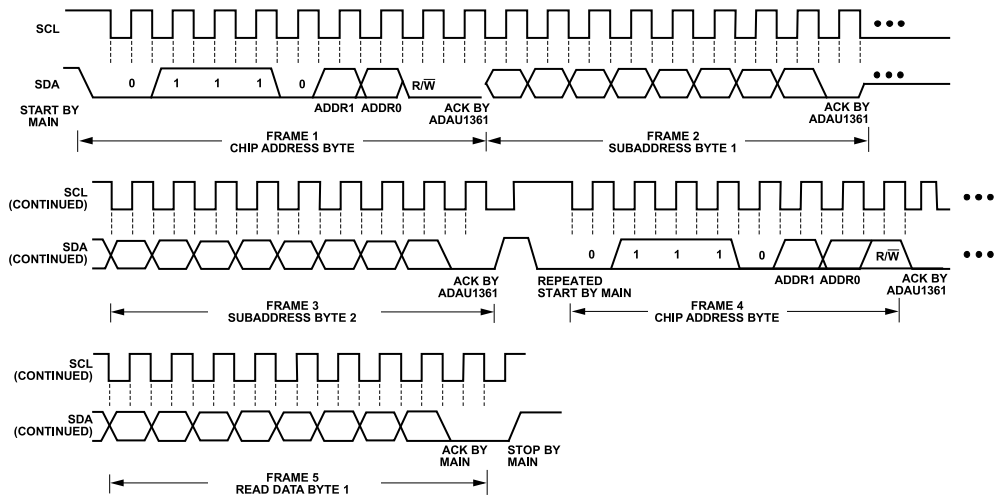 SCL
SDA
0 1 1 1 0 ADDR1 ADDR0 R/W̅
START BY
MAIN
ACK BY
ADAU1361
ACK BY
ADAU1361
FRAME 1
CHIP ADDRESS BYTE
FRAME 2
SUBADDRESS BYTE 1
SCL
(CONTINUED)
SDA
(CONTINUED)
0 1 1 1 0 ADDR1 ADDR0 R/W̅
ACK BY
ADAU1361
REPEATED
START BY MAIN
ACK BY
ADAU1361
FRAME 3
SUBADDRESS BYTE 2
FRAME 4
CHIP ADDRESS BYTE
SCL
(CONTINUED)
SDA
(CONTINUED)
ACK BY
MAIN
STOP BY
MAIN
FRAME 5
READ DATA BYTE 1